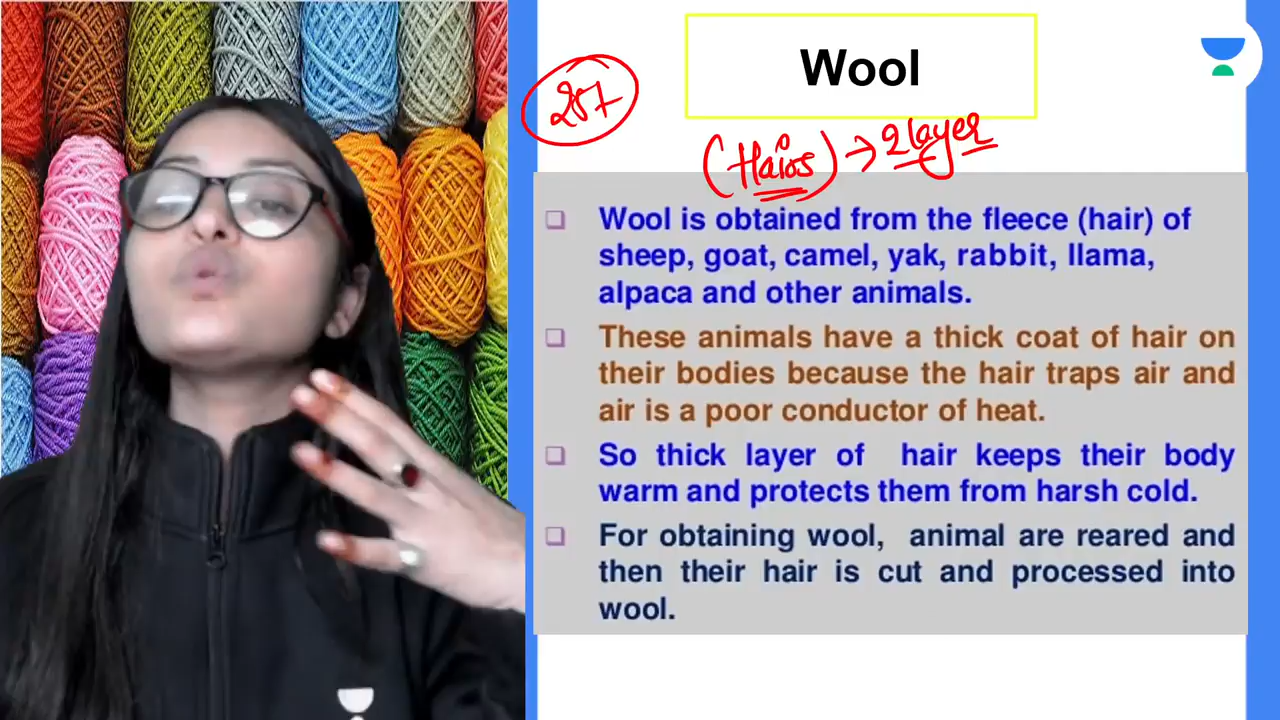 Wool
287
(Hairs) → 2 layer
❑ Wool is obtained from the fleece (hair) of
sheep, goat, camel, yak, rabbit, llama,
alpaca and other animals.
❑ These animals have a thick coat of hair on
their bodies because the hair traps air and
air is a poor conductor of heat.
❑ So thick layer of hair keeps their body
warm and protects them from harsh cold.
❑ For obtaining wool, animal are reared and
then their hair is cut and processed into
wool.